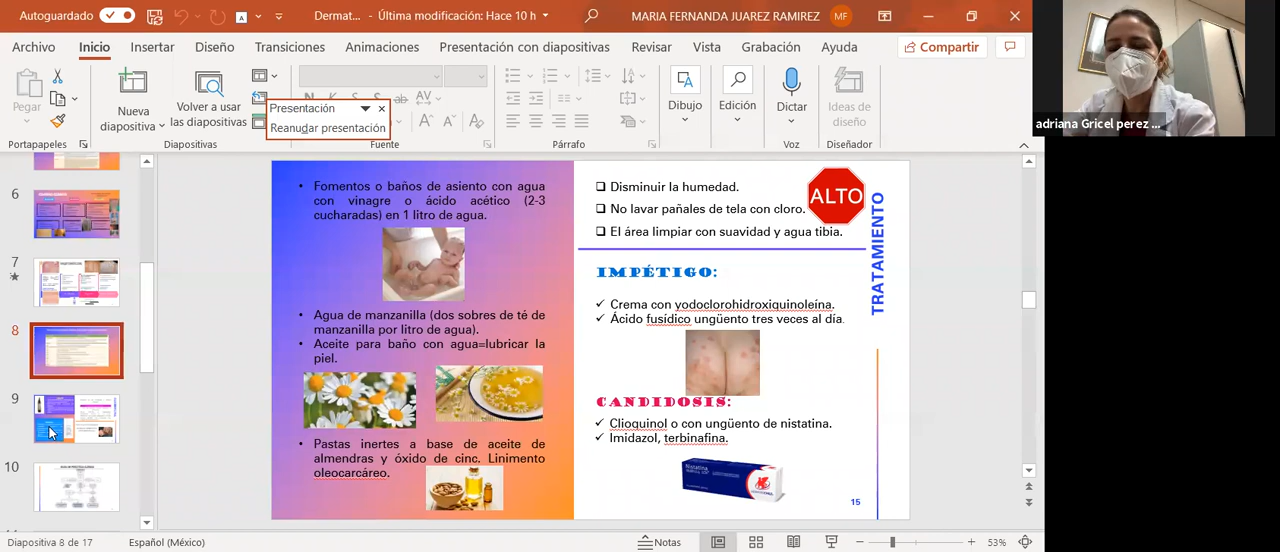 Autoguardado
Dermat... - Última modificación: Hace 10 h
MARIA FERNANDA JUAREZ RAMIREZ
MF
Archivo Inicio Insertar Diseño Transiciones Animaciones Presentación con diapositivas Revisar Vista Grabación Ayuda
Compartir
Pegar
Nueva diapositiva
Volver a usar las diapositivas
Presentación
Reanudar presentación
Dibujo
Edición
Dictar
Ideas de diseño
Portapapeles
Diapositivas
Fuente
Párrafo
Voz
Diseñador
adriana Gricel perez ...
6
7
8
9
10
• Fomentos o baños de asiento con agua
con vinagre o ácido acético (2-3
cucharadas) en 1 litro de agua.
• Agua de manzanilla (dos sobres de té de
manzanilla por litro de agua).
• Aceite para baño con agua=lubricar la
piel.
• Pastas inertes a base de aceite de
almendras y óxido de cinc. Linimento
oleocarcáreo.
❑ Disminuir la humedad.
❑ No lavar pañales de tela con cloro.
❑ El área limpiar con suavidad y agua tibia.
ALTO
TRATAMIENTO
IMPÉTIGO:
✓ Crema con yodoclorohidroxiquinoleína.
✓ Ácido fusídico ungüento tres veces al día.
CANDIDOSIS:
✓ Clioquinol o con ungüento de nistatina.
✓ Imidazol, terbinafina.
Nistatina
15
Diapositiva 8 de 17
Español (México)
Notas
53%